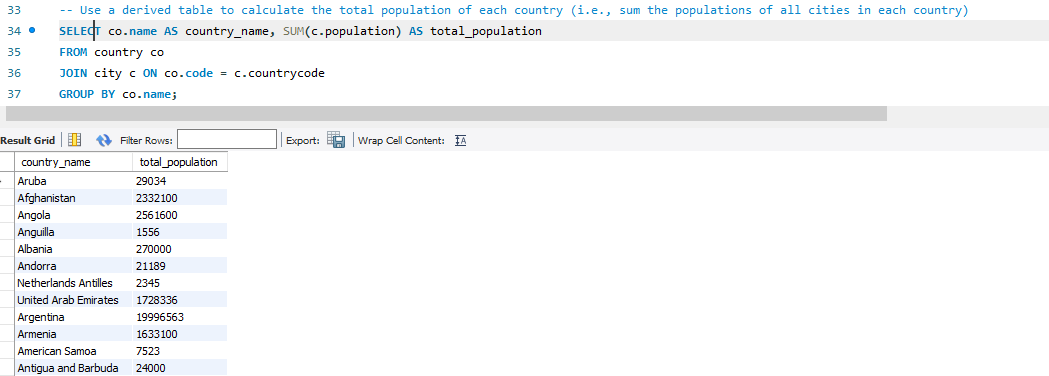 33 -- Use a derived table to calculate the total population of each country (i.e., sum the populations of all cities in each country)
34 SELECT co.name AS country_name, SUM(c.population) AS total_population
35 FROM country co
36 JOIN city c ON co.code = c.countrycode
37 GROUP BY co.name;
Result Grid Filter Rows: Export: Wrap Cell Content: IA
country_name total_population
Aruba 29034
Afghanistan 2332100
Angola 2561600
Anguilla 1556
Albania 270000
Andorra 21189
Netherlands Antilles 2345
United Arab Emirates 1728336
Argentina 19996563
Armenia 1633100
American Samoa 7523
Antigua and Barbuda 24000